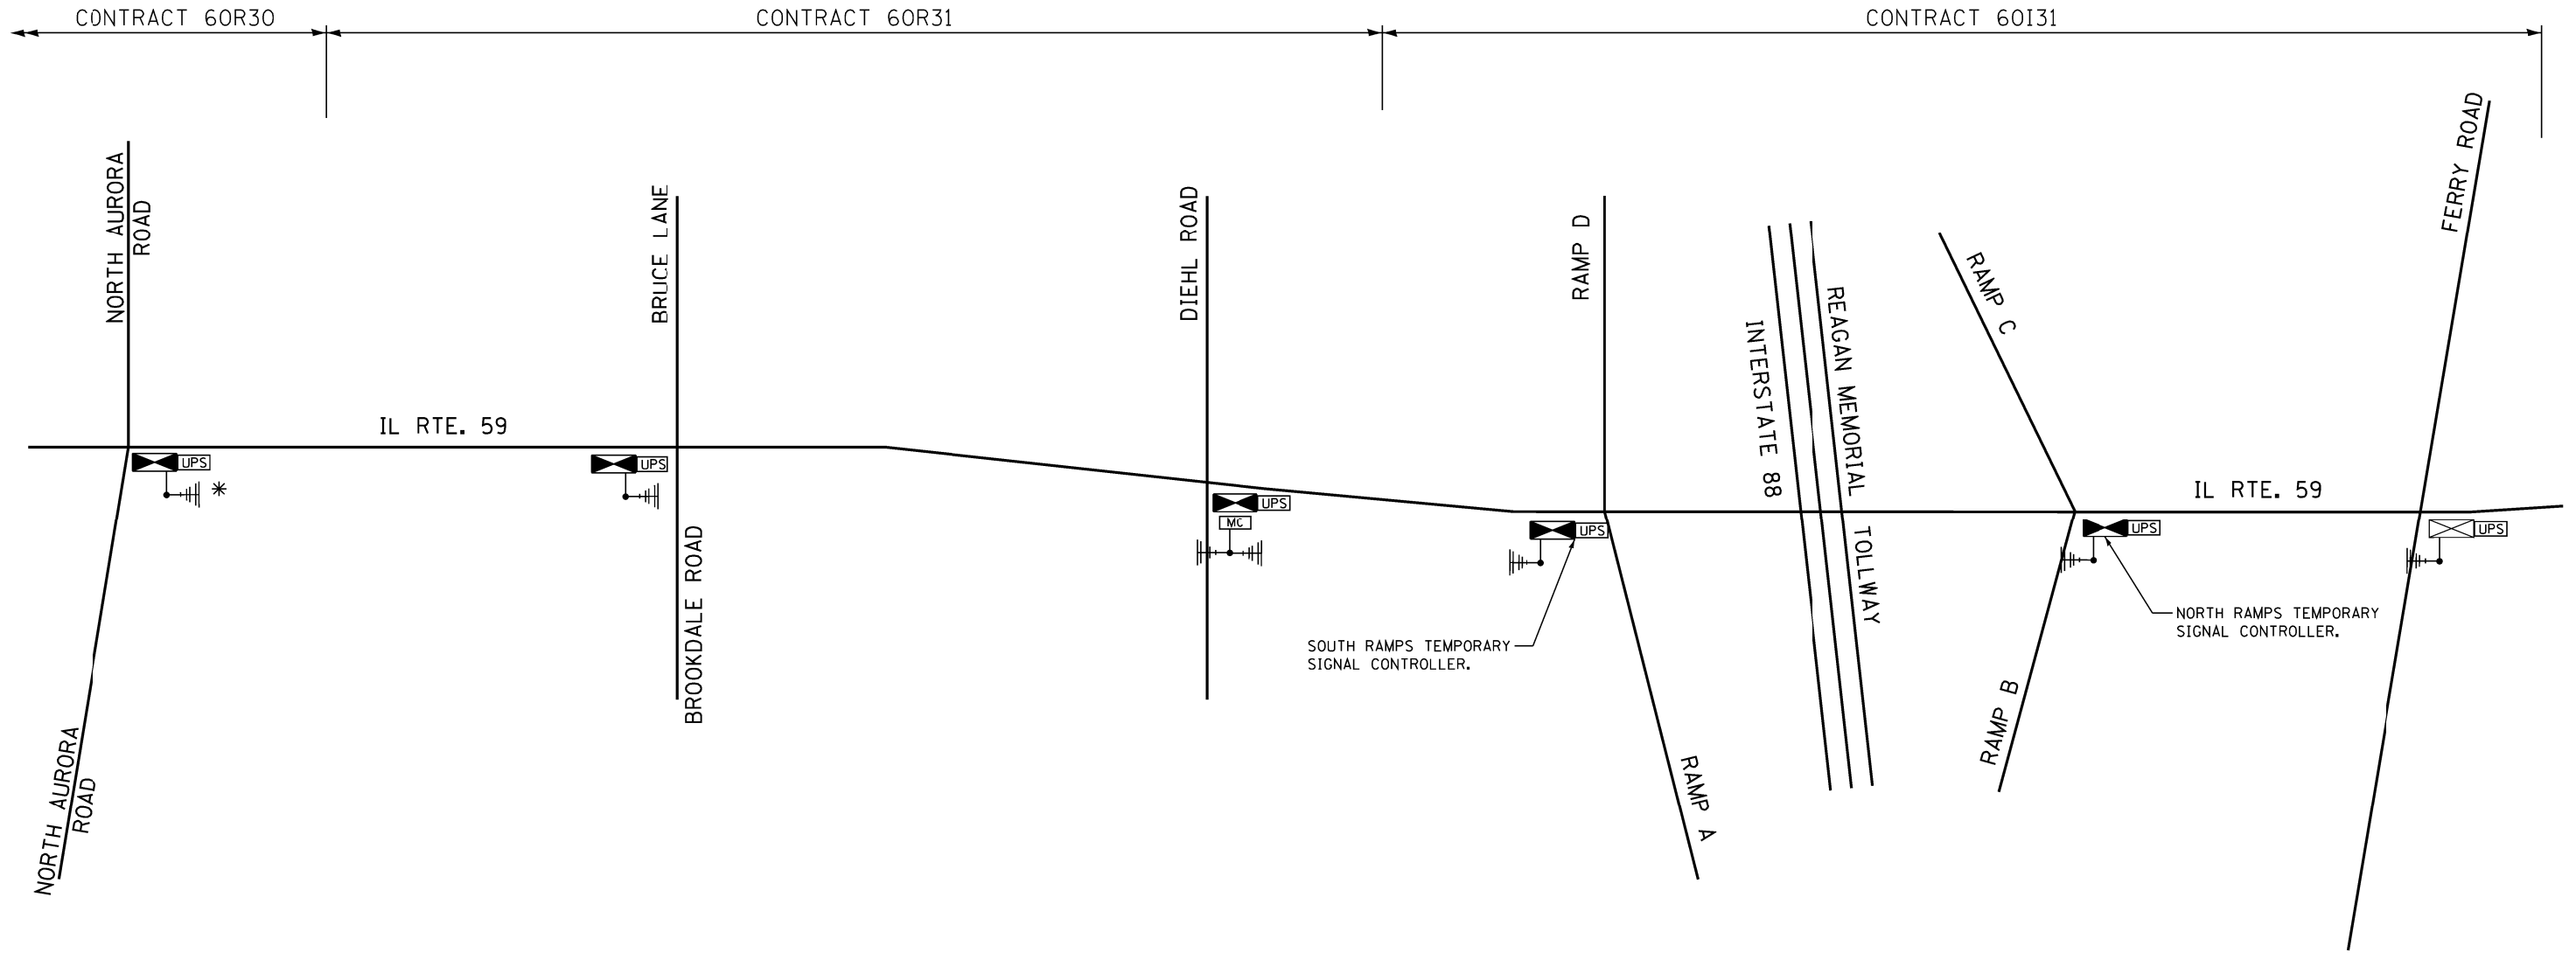 CONTRACT 60R30
CONTRACT 60R31
CONTRACT 60I31
NORTH AURORA
ROAD
BRUCE LANE
DIEHL ROAD
RAMP D
INTERSTATE 88
REAGAN MEMORIAL
TOLLWAY
RAMP C
FERRY ROAD
IL RTE. 59
IL RTE. 59
UPS
*
UPS
UPS
MC
UPS
UPS
UPS
BROOKDALE ROAD
SOUTH RAMPS TEMPORARY
SIGNAL CONTROLLER.
NORTH RAMPS TEMPORARY
SIGNAL CONTROLLER.
NORTH AURORA
ROAD
RAMP A
RAMP B